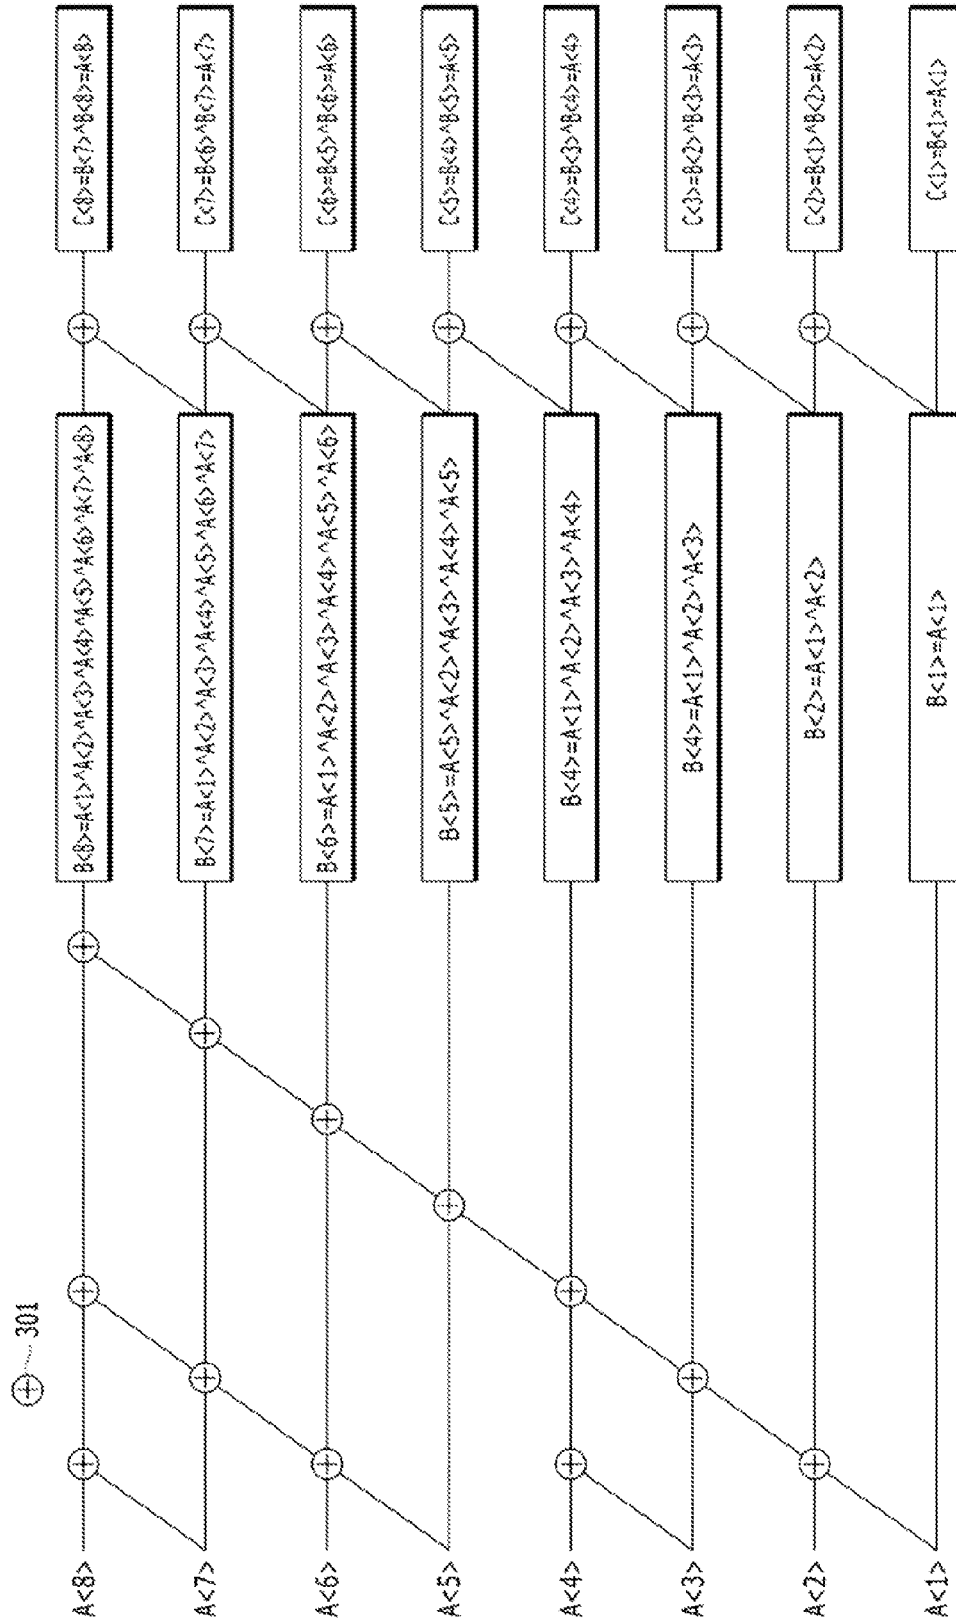 301
A<8>
B<8>=A<1>^A<2>^A<3>^A<4>^A<5>^A<6>^A<7>^A<8>
C<8>=B<7>^B<8>=A<8>
A<7>
B<7>=A<1>^A<2>^A<3>^A<4>^A<5>^A<6>^A<7>
C<7>=B<6>^B<7>=A<7>
A<6>
B<6>=A<1>^A<2>^A<3>^A<4>^A<5>^A<6>
C<6>=B<5>^B<6>=A<6>
A<5>
B<5>=A<5>^A<2>^A<3>^A<4>^A<5>
C<5>=B<4>^B<5>=A<5>
A<4>
B<4>=A<1>^A<2>^A<3>^A<4>
C<4>=B<3>^B<4>=A<4>
A<3>
B<4>=A<1>^A<2>^A<3>
C<3>=B<2>^B<3>=A<3>
A<2>
B<2>=A<1>^A<2>
C<2>=B<1>^B<2>=A<2>
A<1>
B<1>=A<1>
C<1>=B<1>=A<1>